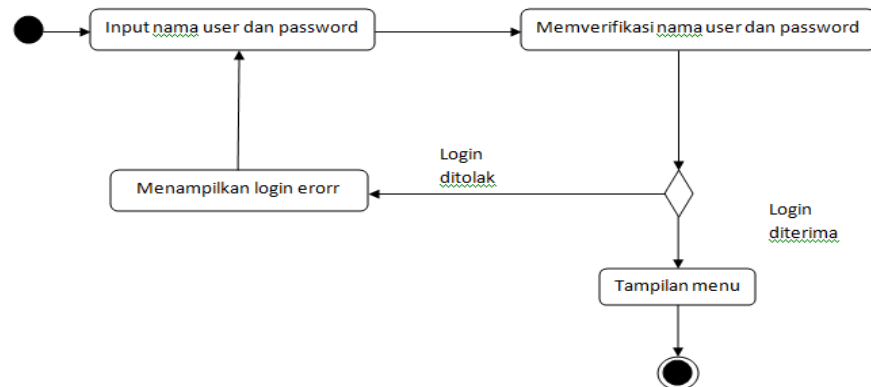 Input nama user dan password
Memverifikasi nama user dan password
Login
ditolak
Menampilkan login erorr
Login
diterima
Tampilan menu